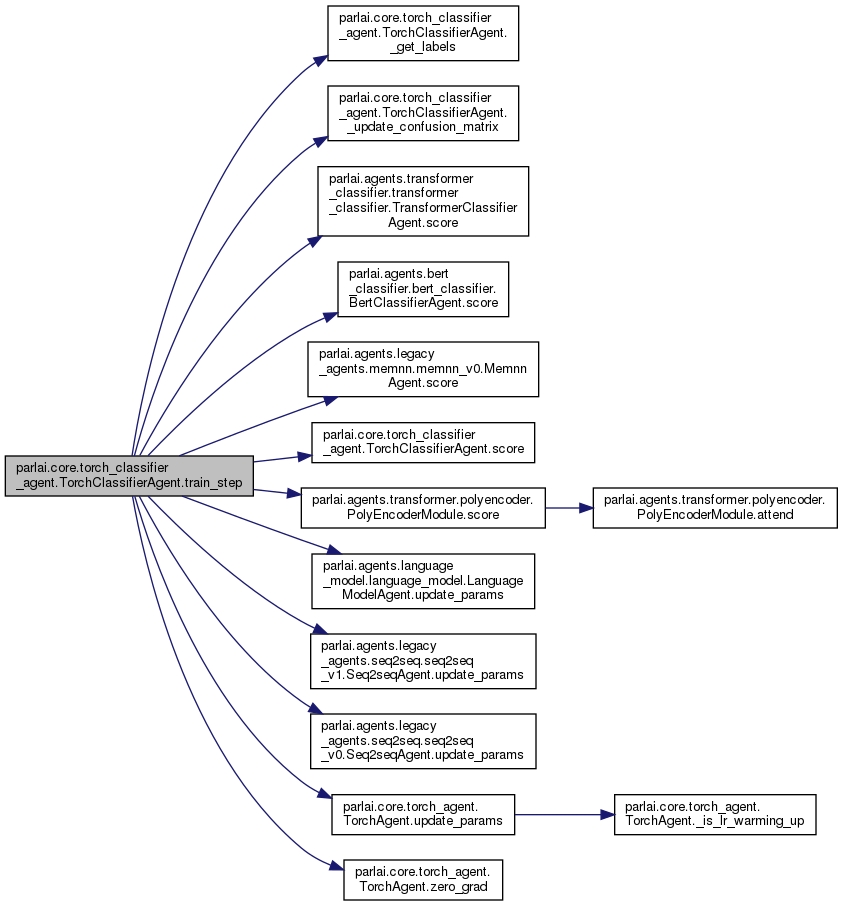 parlai.core.torch_classifier
_agent.TorchClassifierAgent.
_get_labels
parlai.core.torch_classifier
_agent.TorchClassifierAgent.
_update_confusion_matrix
parlai.agents.transformer
_classifier.transformer
_classifier.TransformerClassifier
Agent.score
parlai.agents.bert
_classifier.bert_classifier.
BertClassifierAgent.score
parlai.agents.legacy
_agents.memnn.memnn_v0.Memnn
Agent.score
parlai.core.torch_classifier
_agent.TorchClassifierAgent.score
parlai.core.torch_classifier
_agent.TorchClassifierAgent.train_step
parlai.agents.transformer.polyencoder.
PolyEncoderModule.score
parlai.agents.transformer.polyencoder.
PolyEncoderModule.attend
parlai.agents.language
_model.language_model.Language
ModelAgent.update_params
parlai.agents.legacy
_agents.seq2seq.seq2seq
_v1.Seq2seqAgent.update_params
parlai.agents.legacy
_agents.seq2seq.seq2seq
_v0.Seq2seqAgent.update_params
parlai.core.torch_agent.
TorchAgent.update_params
parlai.core.torch_agent.
TorchAgent._is_lr_warming_up
parlai.core.torch_agent.
TorchAgent.zero_grad